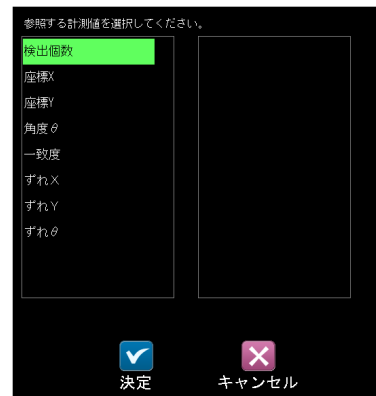 参照する計測値を選択してください。
検出個数
座標X
座標Y
角度θ
一致度
ずれX
ずれY
ずれθ
決定
キャンセル